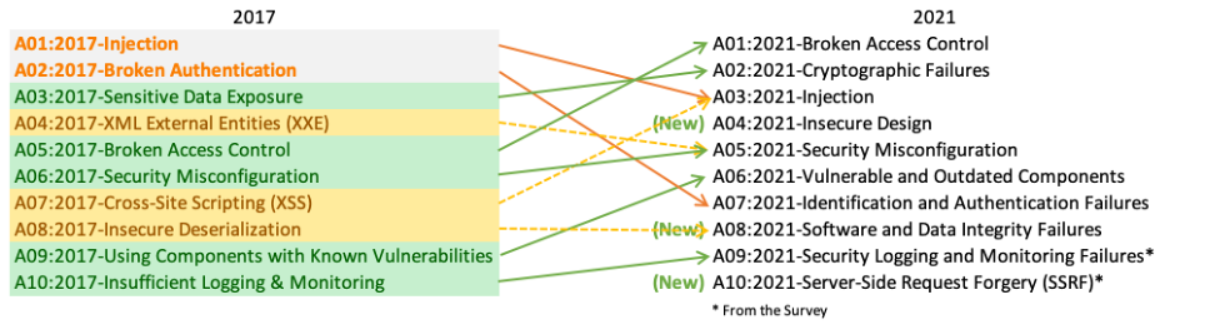 2017
A01:2017-Injection
A02:2017-Broken Authentication
A03:2017-Sensitive Data Exposure
A04:2017-XML External Entities (XXE)
A05:2017-Broken Access Control
A06:2017-Security Misconfiguration
A07:2017-Cross-Site Scripting (XSS)
A08:2017-Insecure Deserialization
A09:2017-Using Components with Known Vulnerabilities
A10:2017-Insufficient Logging & Monitoring
2021
A01:2021-Broken Access Control
A02:2021-Cryptographic Failures
A03:2021-Injection
(New) A04:2021-Insecure Design
A05:2021-Security Misconfiguration
A06:2021-Vulnerable and Outdated Components
A07:2021-Identification and Authentication Failures
(New) A08:2021-Software and Data Integrity Failures
A09:2021-Security Logging and Monitoring Failures*
(New) A10:2021-Server-Side Request Forgery (SSRF)*
* From the Survey